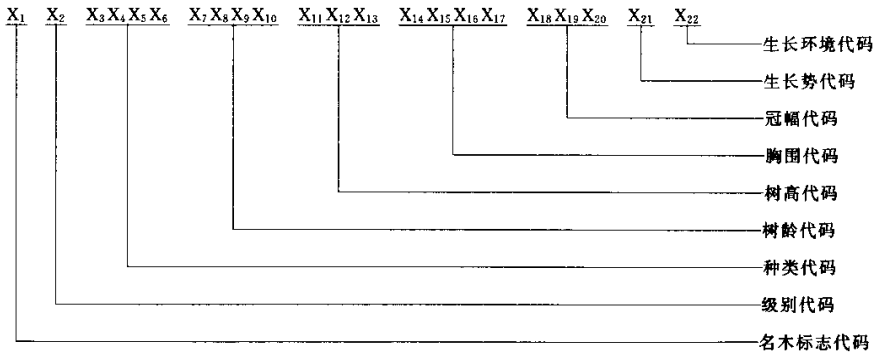 X₁ X₂ X₃X₄X₅X₆ X₇X₈X₉X₁₀ X₁₁X₁₂X₁₃ X₁₄X₁₅X₁₆X₁₇ X₁₈X₁₉X₂₀ X₂₁ X₂₂
生长环境代码
生长势代码
冠幅代码
胸围代码
树高代码
树龄代码
种类代码
级别代码
名木标志代码